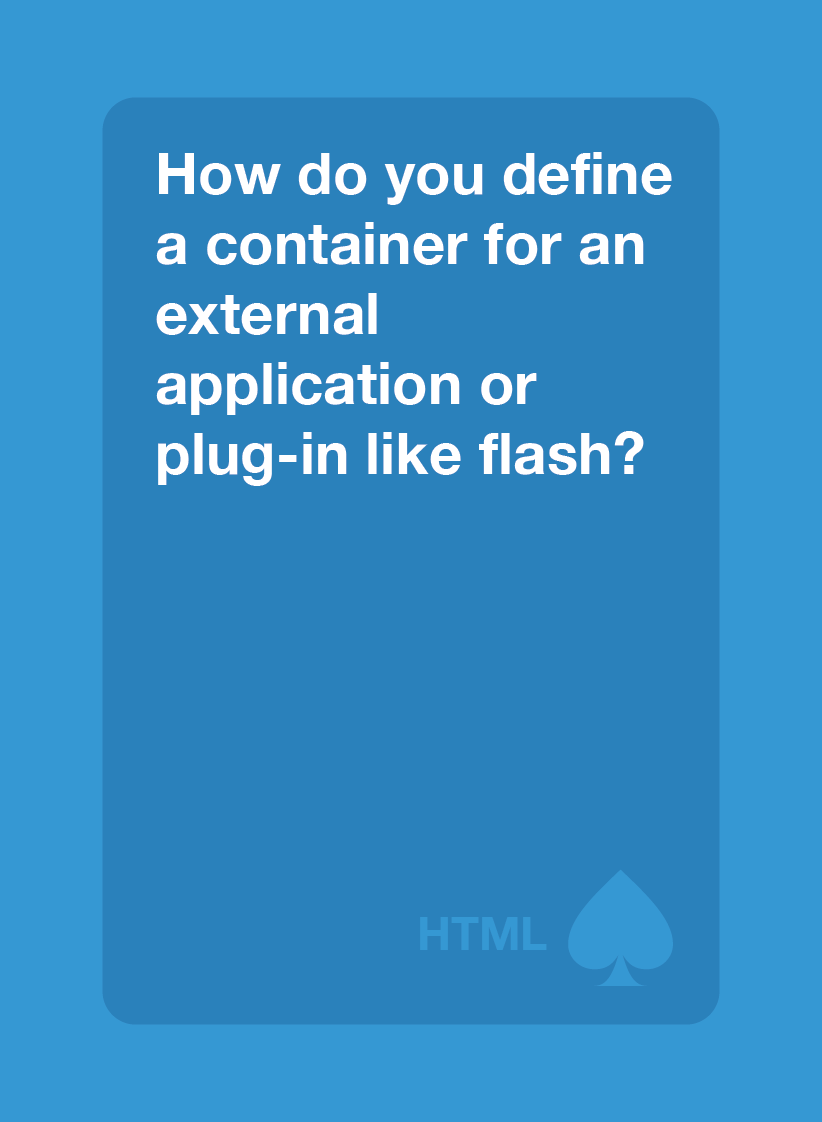 How do you define
a container for an
external
application or
plug-in like flash?
HTML